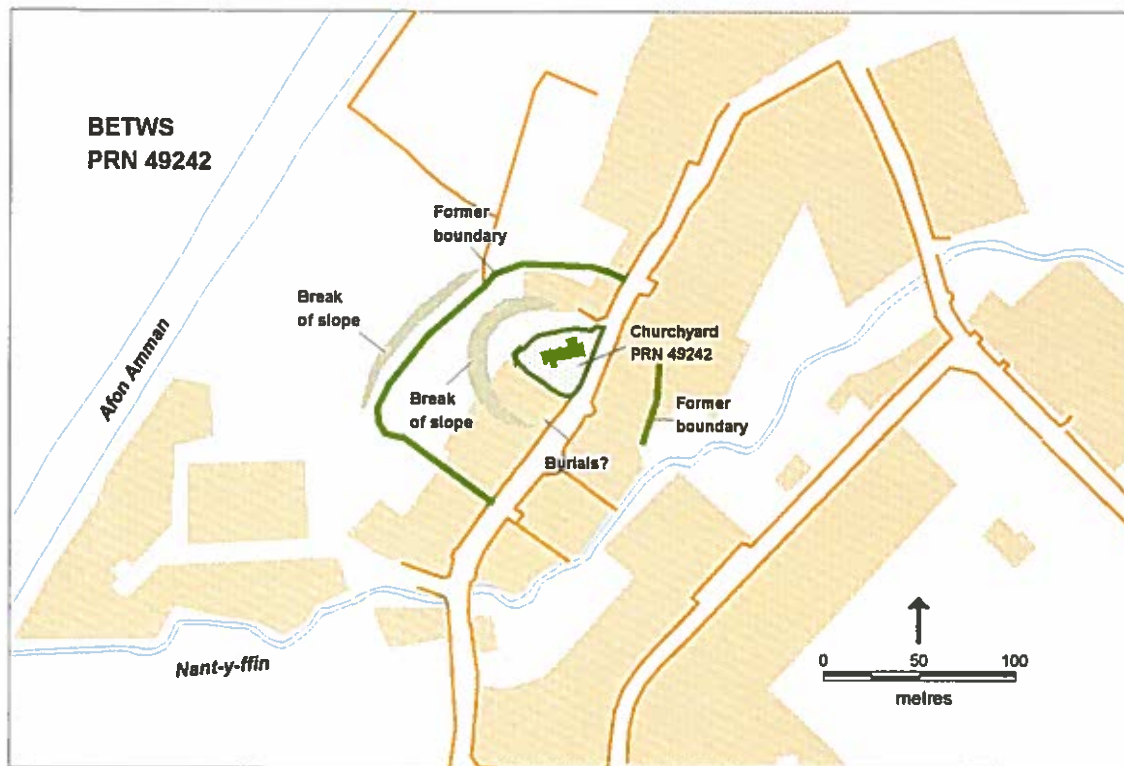 BETWS
PRN 49242
Former
boundary
Break
of slope
Afon Amman
Churchyard
PRN 49242
Break
of slope
Former
boundary
Burials?
Nant-y-ffin
0 50 100
metres